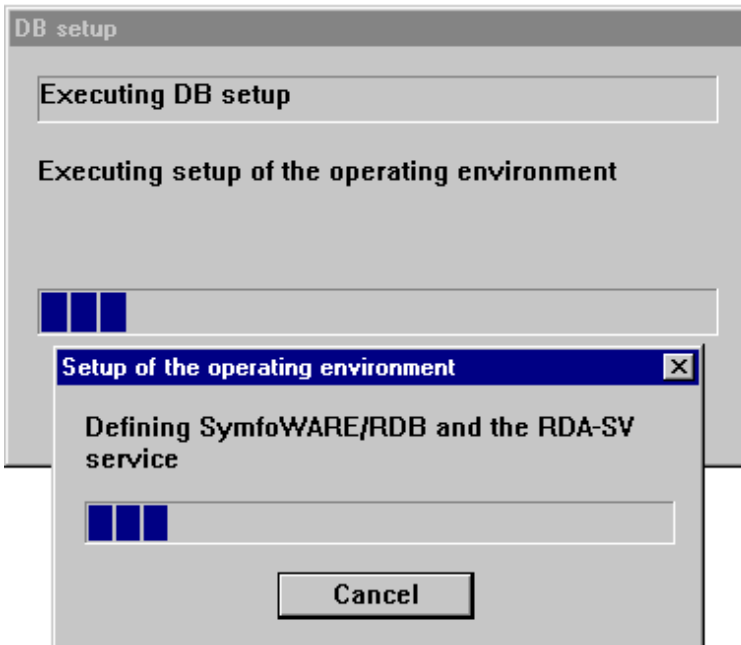 DB setup
Executing DB setup
Executing setup of the operating environment
Setup of the operating environment
Defining SymfoWARE/RDB and the RDA-SV
service
Cancel